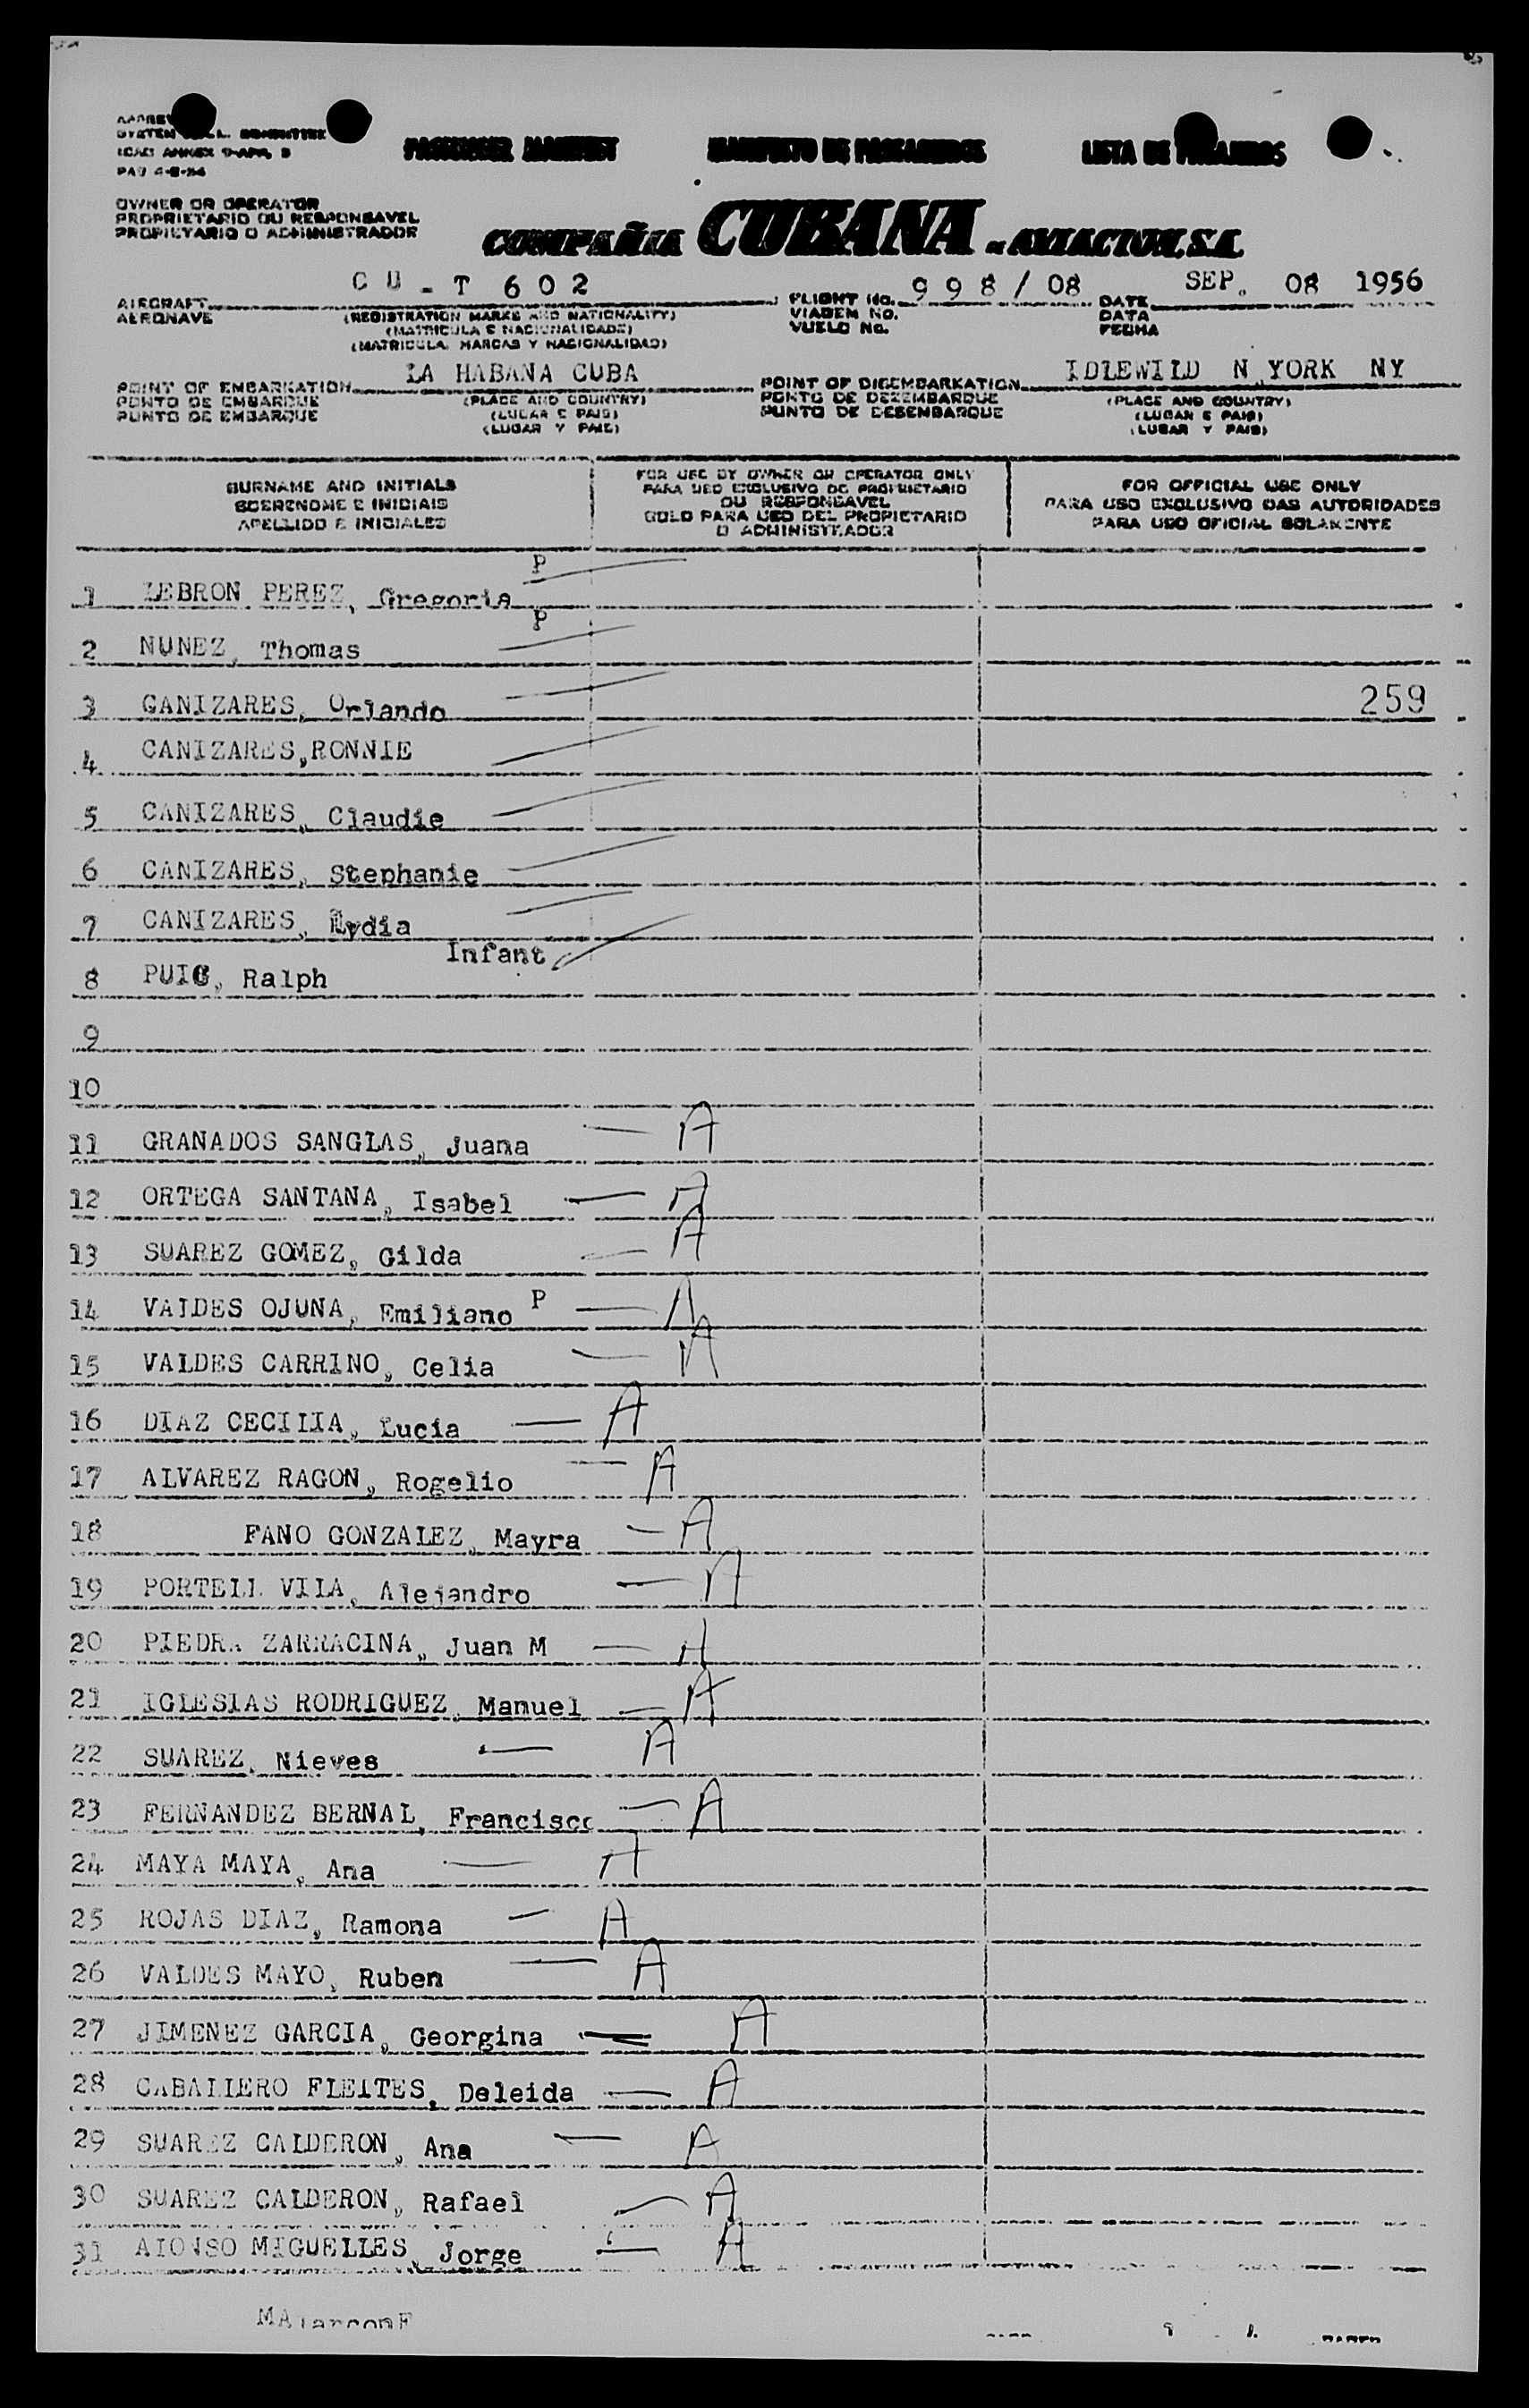 PASSENGER MANIFEST MANIFESTO DE PASSAGEIROS LISTA DE PASAJEROS
ICAO ANNEX 9-APP. 3
PAJ 4-5-54
OWNER OR OPERATOR
PROPRIETARIO OU RESPONSAVEL
PROPIETARIO O ADMINISTRADOR
COMPAÑIA CUBANA DE AVIACION, S.A.
AIRCRAFT CU-T 602 FLIGHT No. 998/08 DATE SEP. 08 1956
AERONAVE (REGISTRATION MARKS AND NATIONALITY) VIAGEM NO. DATA
(MATRICULA E NACIONALIDADE) VUELO No. FECHA
(MATRICULA, MARCAS Y NACIONALIDAD)
POINT OF EMBARKATION LA HABANA CUBA POINT OF DISEMBARKATION IDLEWILD N YORK NY
PONTO DE EMBARQUE (PLACE AND COUNTRY) PONTO DE DEZEMBARQUE (PLACE AND COUNTRY)
PUNTO DE EMBARQUE (LUGAR E PAIS) PUNTO DE DESEMBARQUE (LUGAR E PAIS)
(LUGAR Y PAIS) (LUGAR Y PAIS)
SURNAME AND INITIALS
SOBRENOME E INICIAIS
APELLIDO E INICIALES
FOR USE BY OWNER OR OPERATOR ONLY
PARA USO EXCLUSIVO DO PROPRIETARIO
OU RESPONSAVEL
SOLO PARA USO DEL PROPIETARIO
O ADMINISTRADOR
FOR OFFICIAL USE ONLY
PARA USO EXCLUSIVO DAS AUTORIDADES
PARA USO OFICIAL SOLAMENTE
1 LEBRON PEREZ, Gregoria P
2 NUNEZ, Thomas P
3 CANIZARES, Orlando 259
4 CANIZARES,RONNIE
5 CANIZARES, Claudie
6 CANIZARES, Stephanie
7 CANIZARES, Lydia
8 PUIG, Ralph Infant
9
10
11 GRANADOS SANGLAS, Juana A
12 ORTEGA SANTANA, Isabel A
13 SUAREZ GOMEZ, Gilda A
14 VALDES OJUNA, Emiliano P A
15 VALDES CARRINO, Celia A
16 DIAZ CECILIA, Lucia A
17 ALVAREZ RAGON, Rogelio A
18 FANO GONZALEZ, Mayra A
19 PORTELL VILA, Alejandro A
20 PIEDRA ZARRACINA, Juan M A
21 IGLESIAS RODRIGUEZ, Manuel A
22 SUAREZ, Nieves A
23 FERNANDEZ BERNAL, Francisco A
24 MAYA MAYA, Ana A
25 ROJAS DIAZ, Ramona A
26 VALDES MAYO, Ruben A
27 JIMENEZ GARCIA, Georgina A
28 CABALLERO FLEITES, Deleida A
29 SUAREZ CALDERON, Ana A
30 SUAREZ CALDERON, Rafael A
31 ALONSO MIGUELLES, Jorge A
MAlarconF